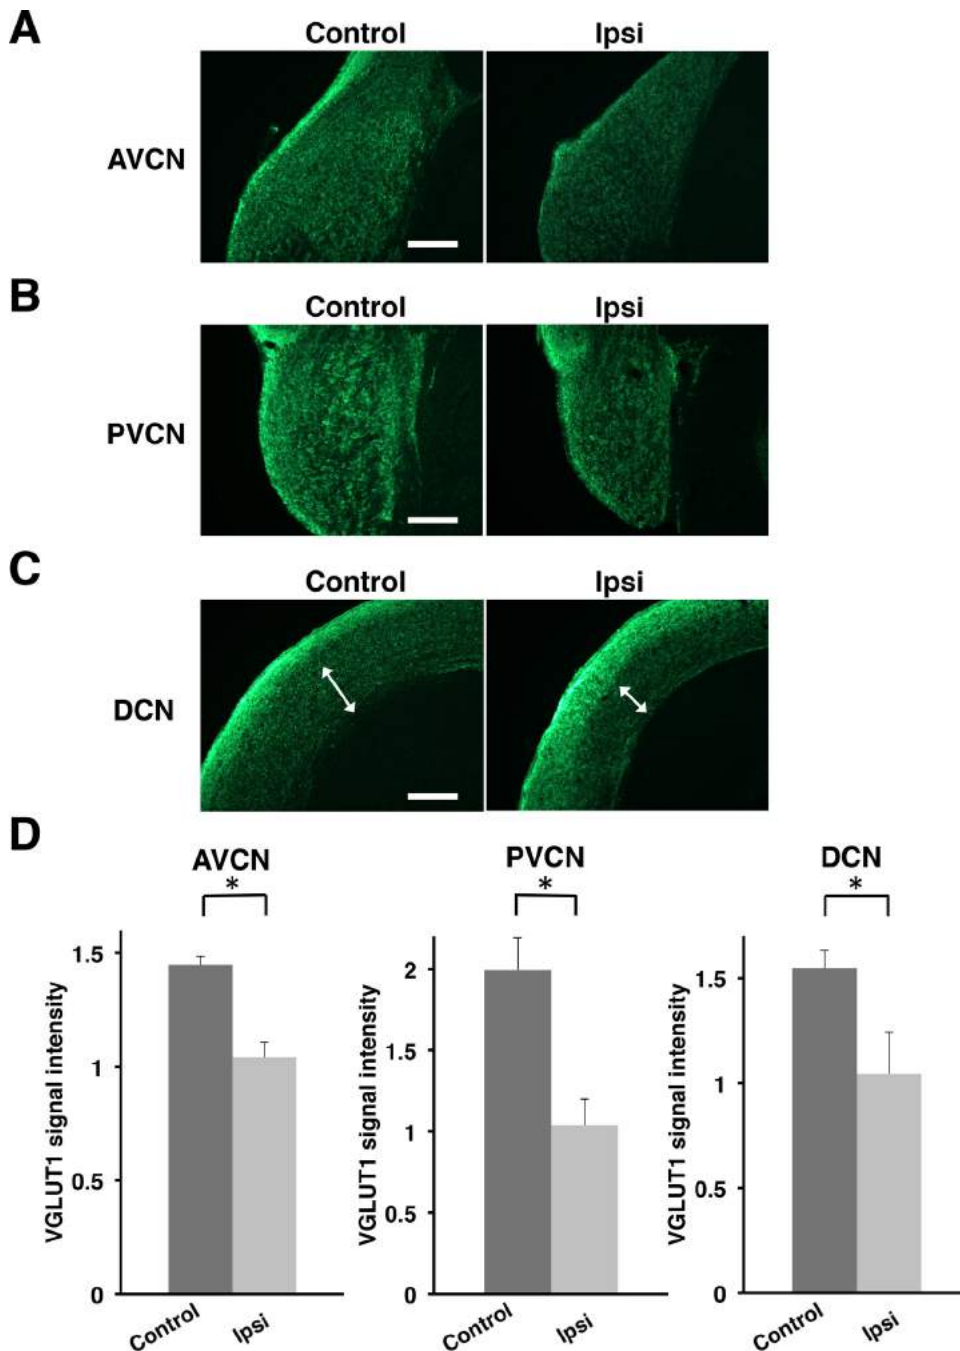 A
Control Ipsi
AVCN
B
Control Ipsi
PVCN
C
Control Ipsi
DCN
D
AVCN
*
VGLUT1 signal intensity
1.5
1
0.5
0
Control Ipsi
PVCN
*
VGLUT1 signal intensity
2
1.5
1
0.5
0
Control Ipsi
DCN
*
VGLUT1 signal intensity
1.5
1
0.5
0
Control Ipsi